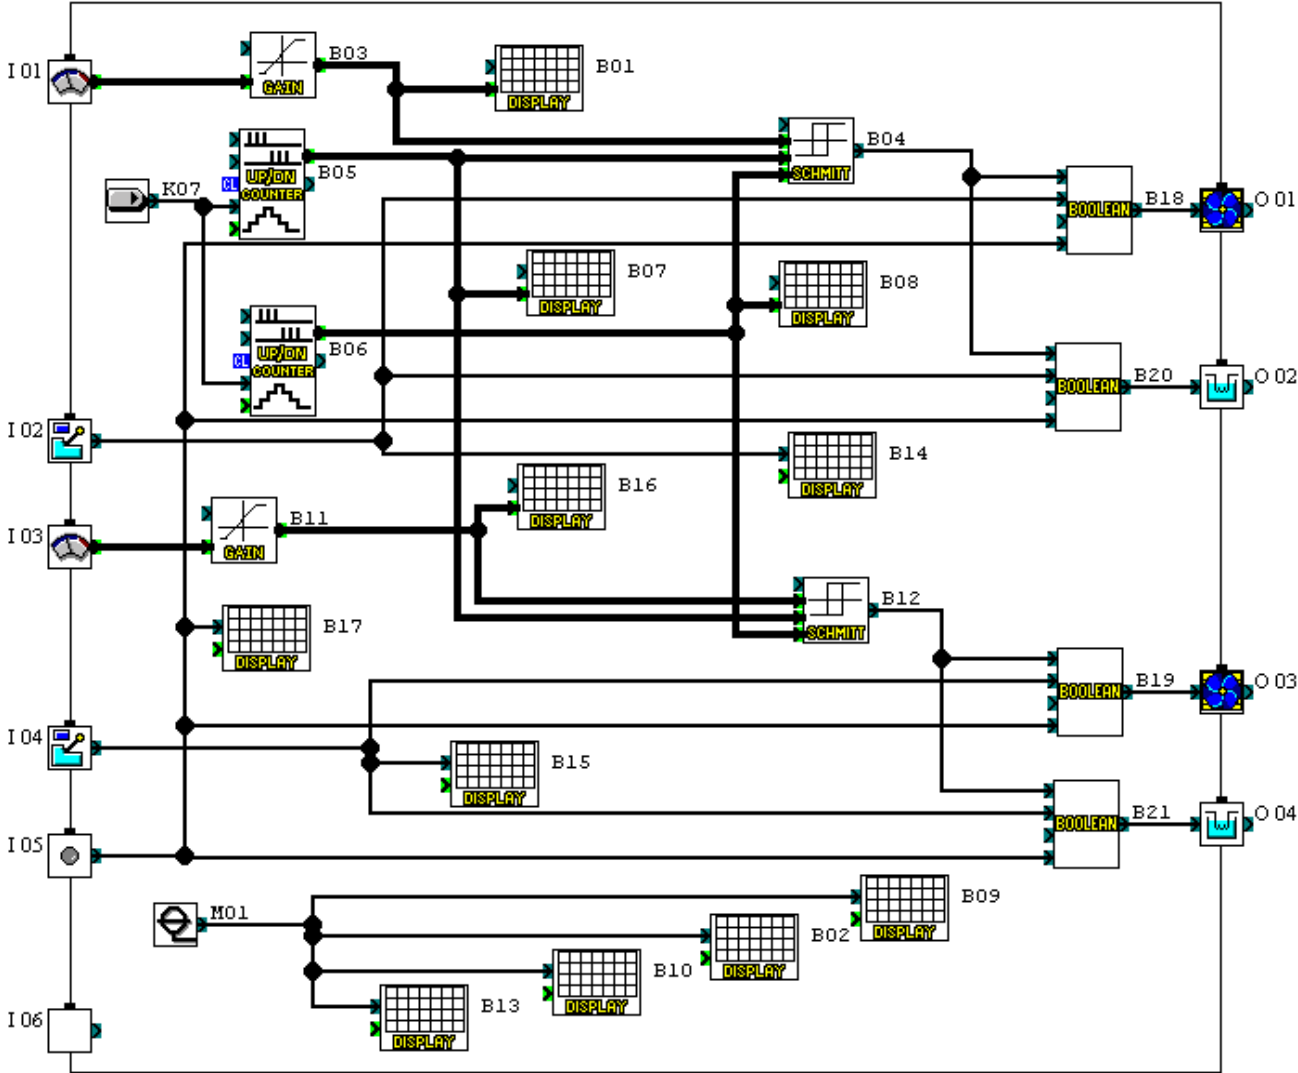 I 01
B03
GAIN
B01
DISPLAY
B04
SCHMITT
UP/DN
COUNTER
CL
B05
K07
BOOLEAN
B18
O 01
B07
DISPLAY
B08
DISPLAY
UP/DN
COUNTER
CL
B06
BOOLEAN
B20
O 02
I 02
B14
DISPLAY
B16
DISPLAY
I 03
B11
GAIN
B12
SCHMITT
B17
DISPLAY
BOOLEAN
B19
O 03
I 04
B15
DISPLAY
BOOLEAN
B21
O 04
I 05
M01
B09
DISPLAY
B02
DISPLAY
B10
DISPLAY
B13
DISPLAY
I 06